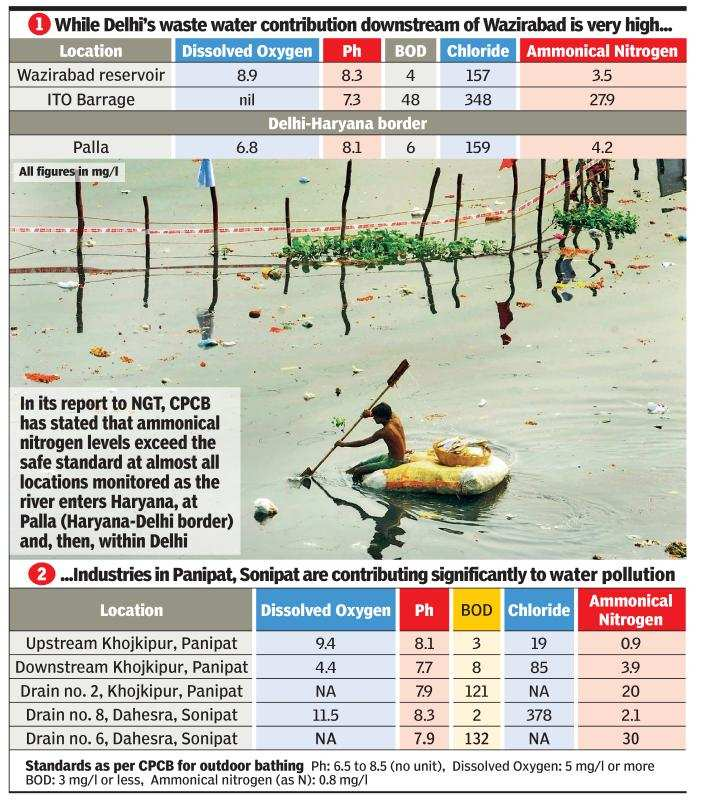 1 While Delhi's waste water contribution downstream of Wazirabad is very high...
Location Dissolved Oxygen Ph BOD Chloride Ammonical Nitrogen
Wazirabad reservoir 8.9 8.3 4 157 3.5
ITO Barrage nil 7.3 48 348 27.9
Delhi-Haryana border
Palla 6.8 8.1 6 159 4.2
All figures in mg/l
In its report to NGT, CPCB
has stated that ammonical
nitrogen levels exceed the
safe standard at almost all
locations monitored as the
river enters Haryana, at
Palla (Haryana-Delhi border)
and, then, within Delhi
2 ...Industries in Panipat, Sonipat are contributing significantly to water pollution
Location Dissolved Oxygen Ph BOD Chloride Ammonical
Nitrogen
Upstream Khojkipur, Panipat 9.4 8.1 3 19 0.9
Downstream Khojkipur, Panipat 4.4 7.7 8 85 3.9
Drain no. 2, Khojkipur, Panipat NA 7.9 121 NA 20
Drain no. 8, Dahesra, Sonipat 11.5 8.3 2 378 2.1
Drain no. 6, Dahesra, Sonipat NA 7.9 132 NA 30
Standards as per CPCB for outdoor bathing Ph: 6.5 to 8.5 (no unit), Dissolved Oxygen: 5 mg/l or more
BOD: 3 mg/l or less, Ammonical nitrogen (as N): 0.8 mg/l